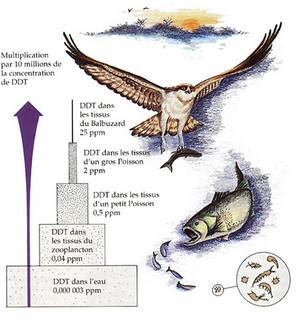 Multiplication
par 10 millions de
la concentration
de DDT
DDT dans
les tissus
du Balbuzard
25 ppm
DDT dans les tissus
d'un gros Poisson
2 ppm
DDT dans les tissus
d'un petit Poisson
0,5 ppm
DDT dans
les tissus du
zooplancton
0,04 ppm
DDT dans l'eau
0,000 003 ppm